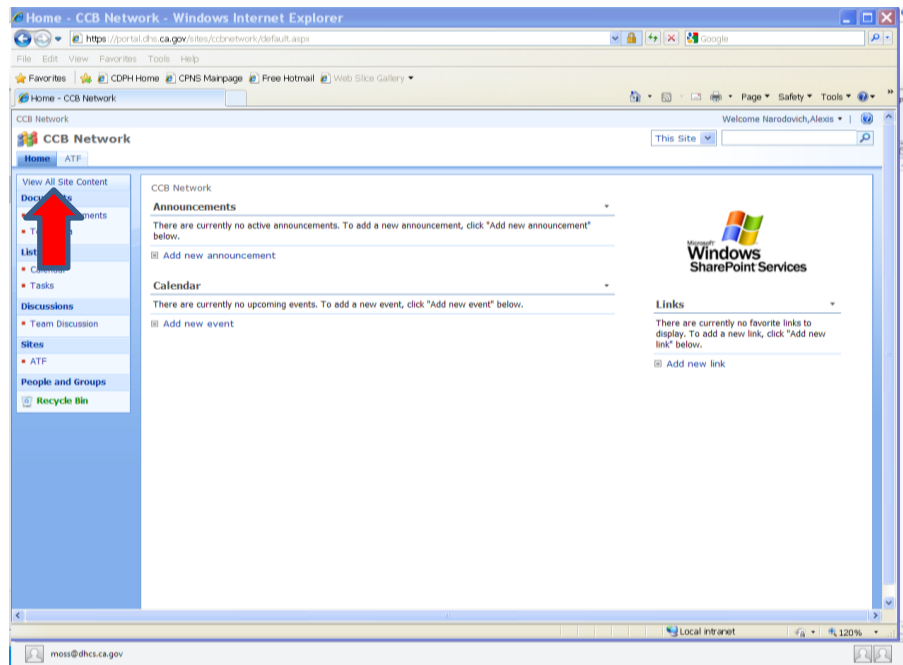 Home - CCB Network - Windows Internet Explorer
https://portal.dhs.ca.gov/sites/ccbnetwork/default.aspx
Google
File Edit View Favorites Tools Help
Favorites CDPH Home CPNS Mainpage Free Hotmail Web Slice Gallery
Home - CCB Network
Page Safety Tools
CCB Network
Welcome Narodovich,Alexis
CCB Network
This Site
Home ATF
View All Site Content
Lists
Calendar
Tasks
Discussions
Team Discussion
Sites
ATF
People and Groups
Recycle Bin
CCB Network
Announcements
There are currently no active announcements. To add a new announcement, click "Add new announcement"
below.
Add new announcement
Calendar
There are currently no upcoming events. To add a new event, click "Add new event" below.
Add new event
Microsoft
Windows
SharePoint Services
Links
There are currently no favorite links to
display. To add a new link, click "Add new
link" below.
Add new link
Local intranet
120%
moss@dhcs.ca.gov